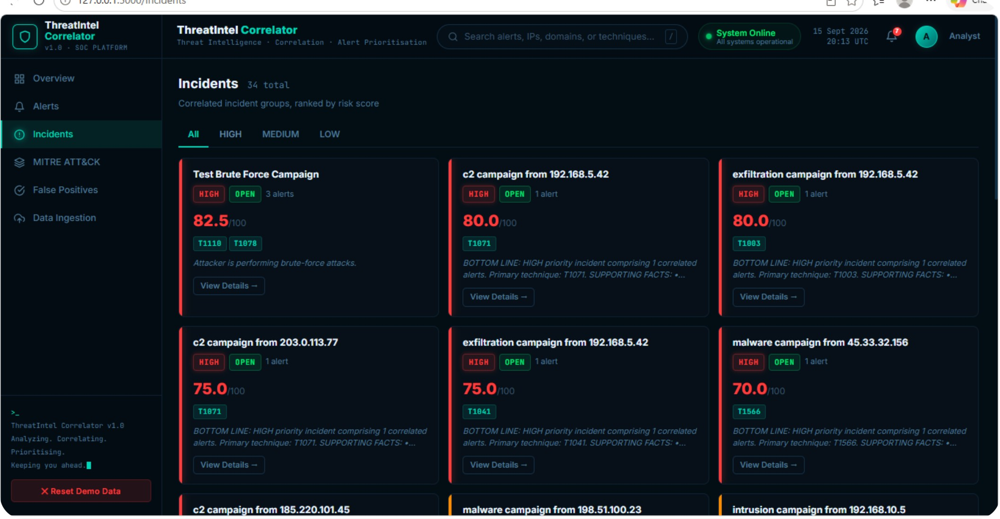 127.0.0.1:5000/incidents
ThreatIntel
Correlator
v1.0 · SOC PLATFORM
ThreatIntel Correlator
Threat Intelligence · Correlation · Alert Prioritisation
Search alerts, IPs, domains, or techniques...
/
System Online
All systems operational
15 Sept 2026
20:13 UTC
7
A
Analyst
Overview
Alerts
Incidents
MITRE ATT&CK
False Positives
Data Ingestion
>_
ThreatIntel Correlator v1.0
Analyzing. Correlating.
Prioritising.
Keeping you ahead.
✕ Reset Demo Data
Incidents 34 total
Correlated incident groups, ranked by risk score
All HIGH MEDIUM LOW
Test Brute Force Campaign
HIGH OPEN 3 alerts
82.5/100
T1110 T1078
Attacker is performing brute-force attacks.
View Details →
c2 campaign from 192.168.5.42
HIGH OPEN 1 alert
80.0/100
T1071
BOTTOM LINE: HIGH priority incident comprising 1 correlated
alerts. Primary technique: T1071. SUPPORTING FACTS: •...
View Details →
exfiltration campaign from 192.168.5.42
HIGH OPEN 1 alert
80.0/100
T1003
BOTTOM LINE: HIGH priority incident comprising 1 correlated
alerts. Primary technique: T1003. SUPPORTING FACTS: •...
View Details →
c2 campaign from 203.0.113.77
HIGH OPEN 1 alert
75.0/100
T1071
BOTTOM LINE: HIGH priority incident comprising 1 correlated
alerts. Primary technique: T1071. SUPPORTING FACTS: •...
View Details →
exfiltration campaign from 192.168.5.42
HIGH OPEN 1 alert
75.0/100
T1041
BOTTOM LINE: HIGH priority incident comprising 1 correlated
alerts. Primary technique: T1041. SUPPORTING FACTS: •...
View Details →
malware campaign from 45.33.32.156
HIGH OPEN 1 alert
70.0/100
T1566
BOTTOM LINE: HIGH priority incident comprising 1 correlated
alerts. Primary technique: T1566. SUPPORTING FACTS: •...
View Details →
c2 campaign from 185.220.101.45
malware campaign from 198.51.100.23
intrusion campaign from 192.168.10.5